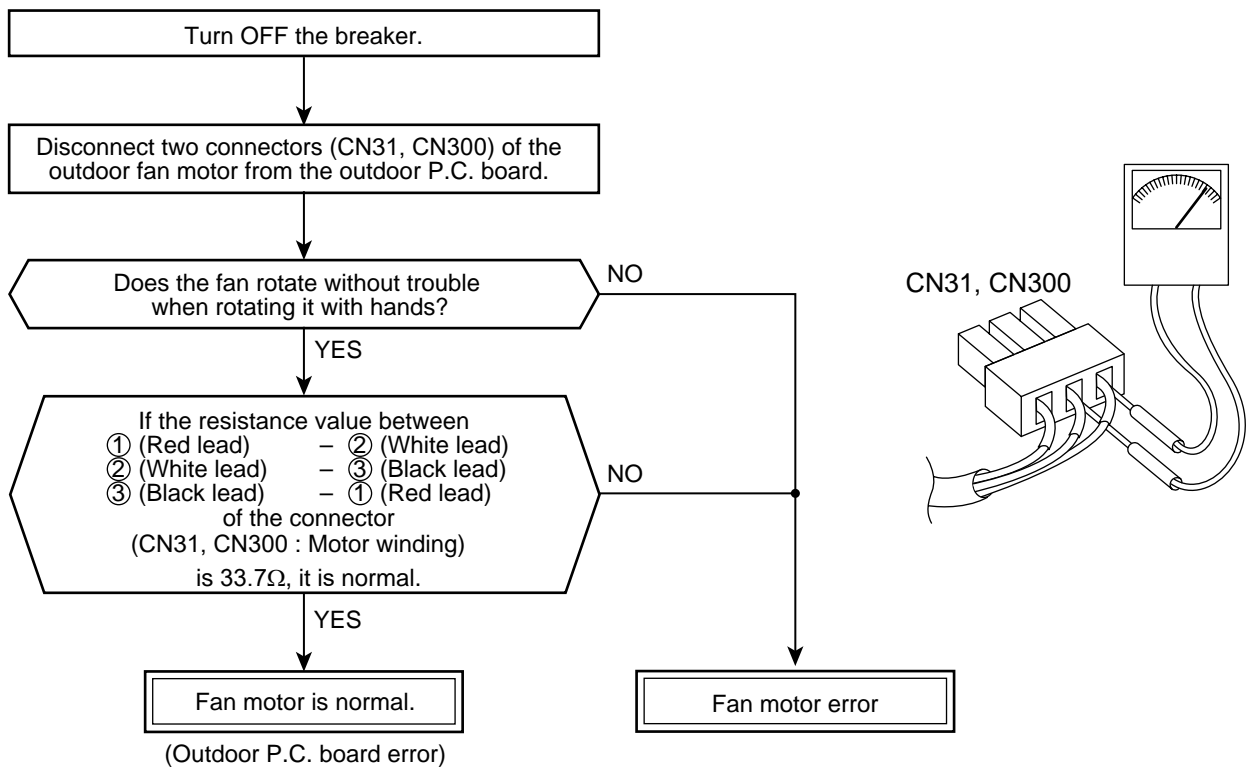 Turn OFF the breaker.
Disconnect two connectors (CN31, CN300) of the
outdoor fan motor from the outdoor P.C. board.
Does the fan rotate without trouble
when rotating it with hands?
NO
YES
CN31, CN300
If the resistance value between
① (Red lead) – ② (White lead)
② (White lead) – ③ (Black lead)
③ (Black lead) – ① (Red lead)
of the connector
(CN31, CN300 : Motor winding)
is 33.7Ω, it is normal.
NO
YES
Fan motor is normal.
(Outdoor P.C. board error)
Fan motor error